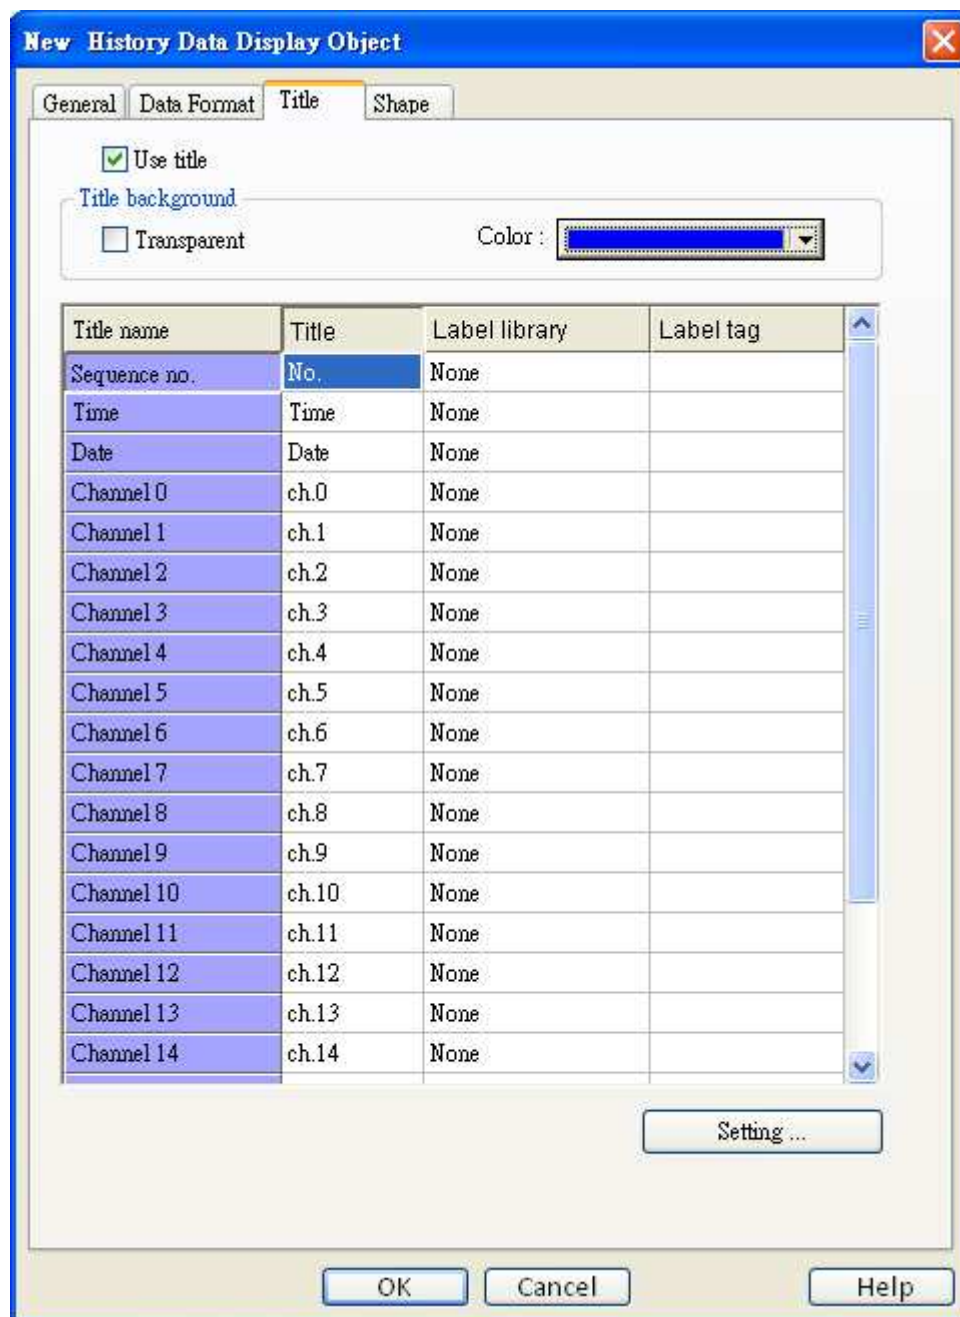 New History Data Display Object
General Data Format Title Shape
Use title
Title background
Transparent Color :
Title name Title Label library Label tag
Sequence no. No. None
Time Time None
Date Date None
Channel 0 ch.0 None
Channel 1 ch.1 None
Channel 2 ch.2 None
Channel 3 ch.3 None
Channel 4 ch.4 None
Channel 5 ch.5 None
Channel 6 ch.6 None
Channel 7 ch.7 None
Channel 8 ch.8 None
Channel 9 ch.9 None
Channel 10 ch.10 None
Channel 11 ch.11 None
Channel 12 ch.12 None
Channel 13 ch.13 None
Channel 14 ch.14 None
Setting ...
OK Cancel Help